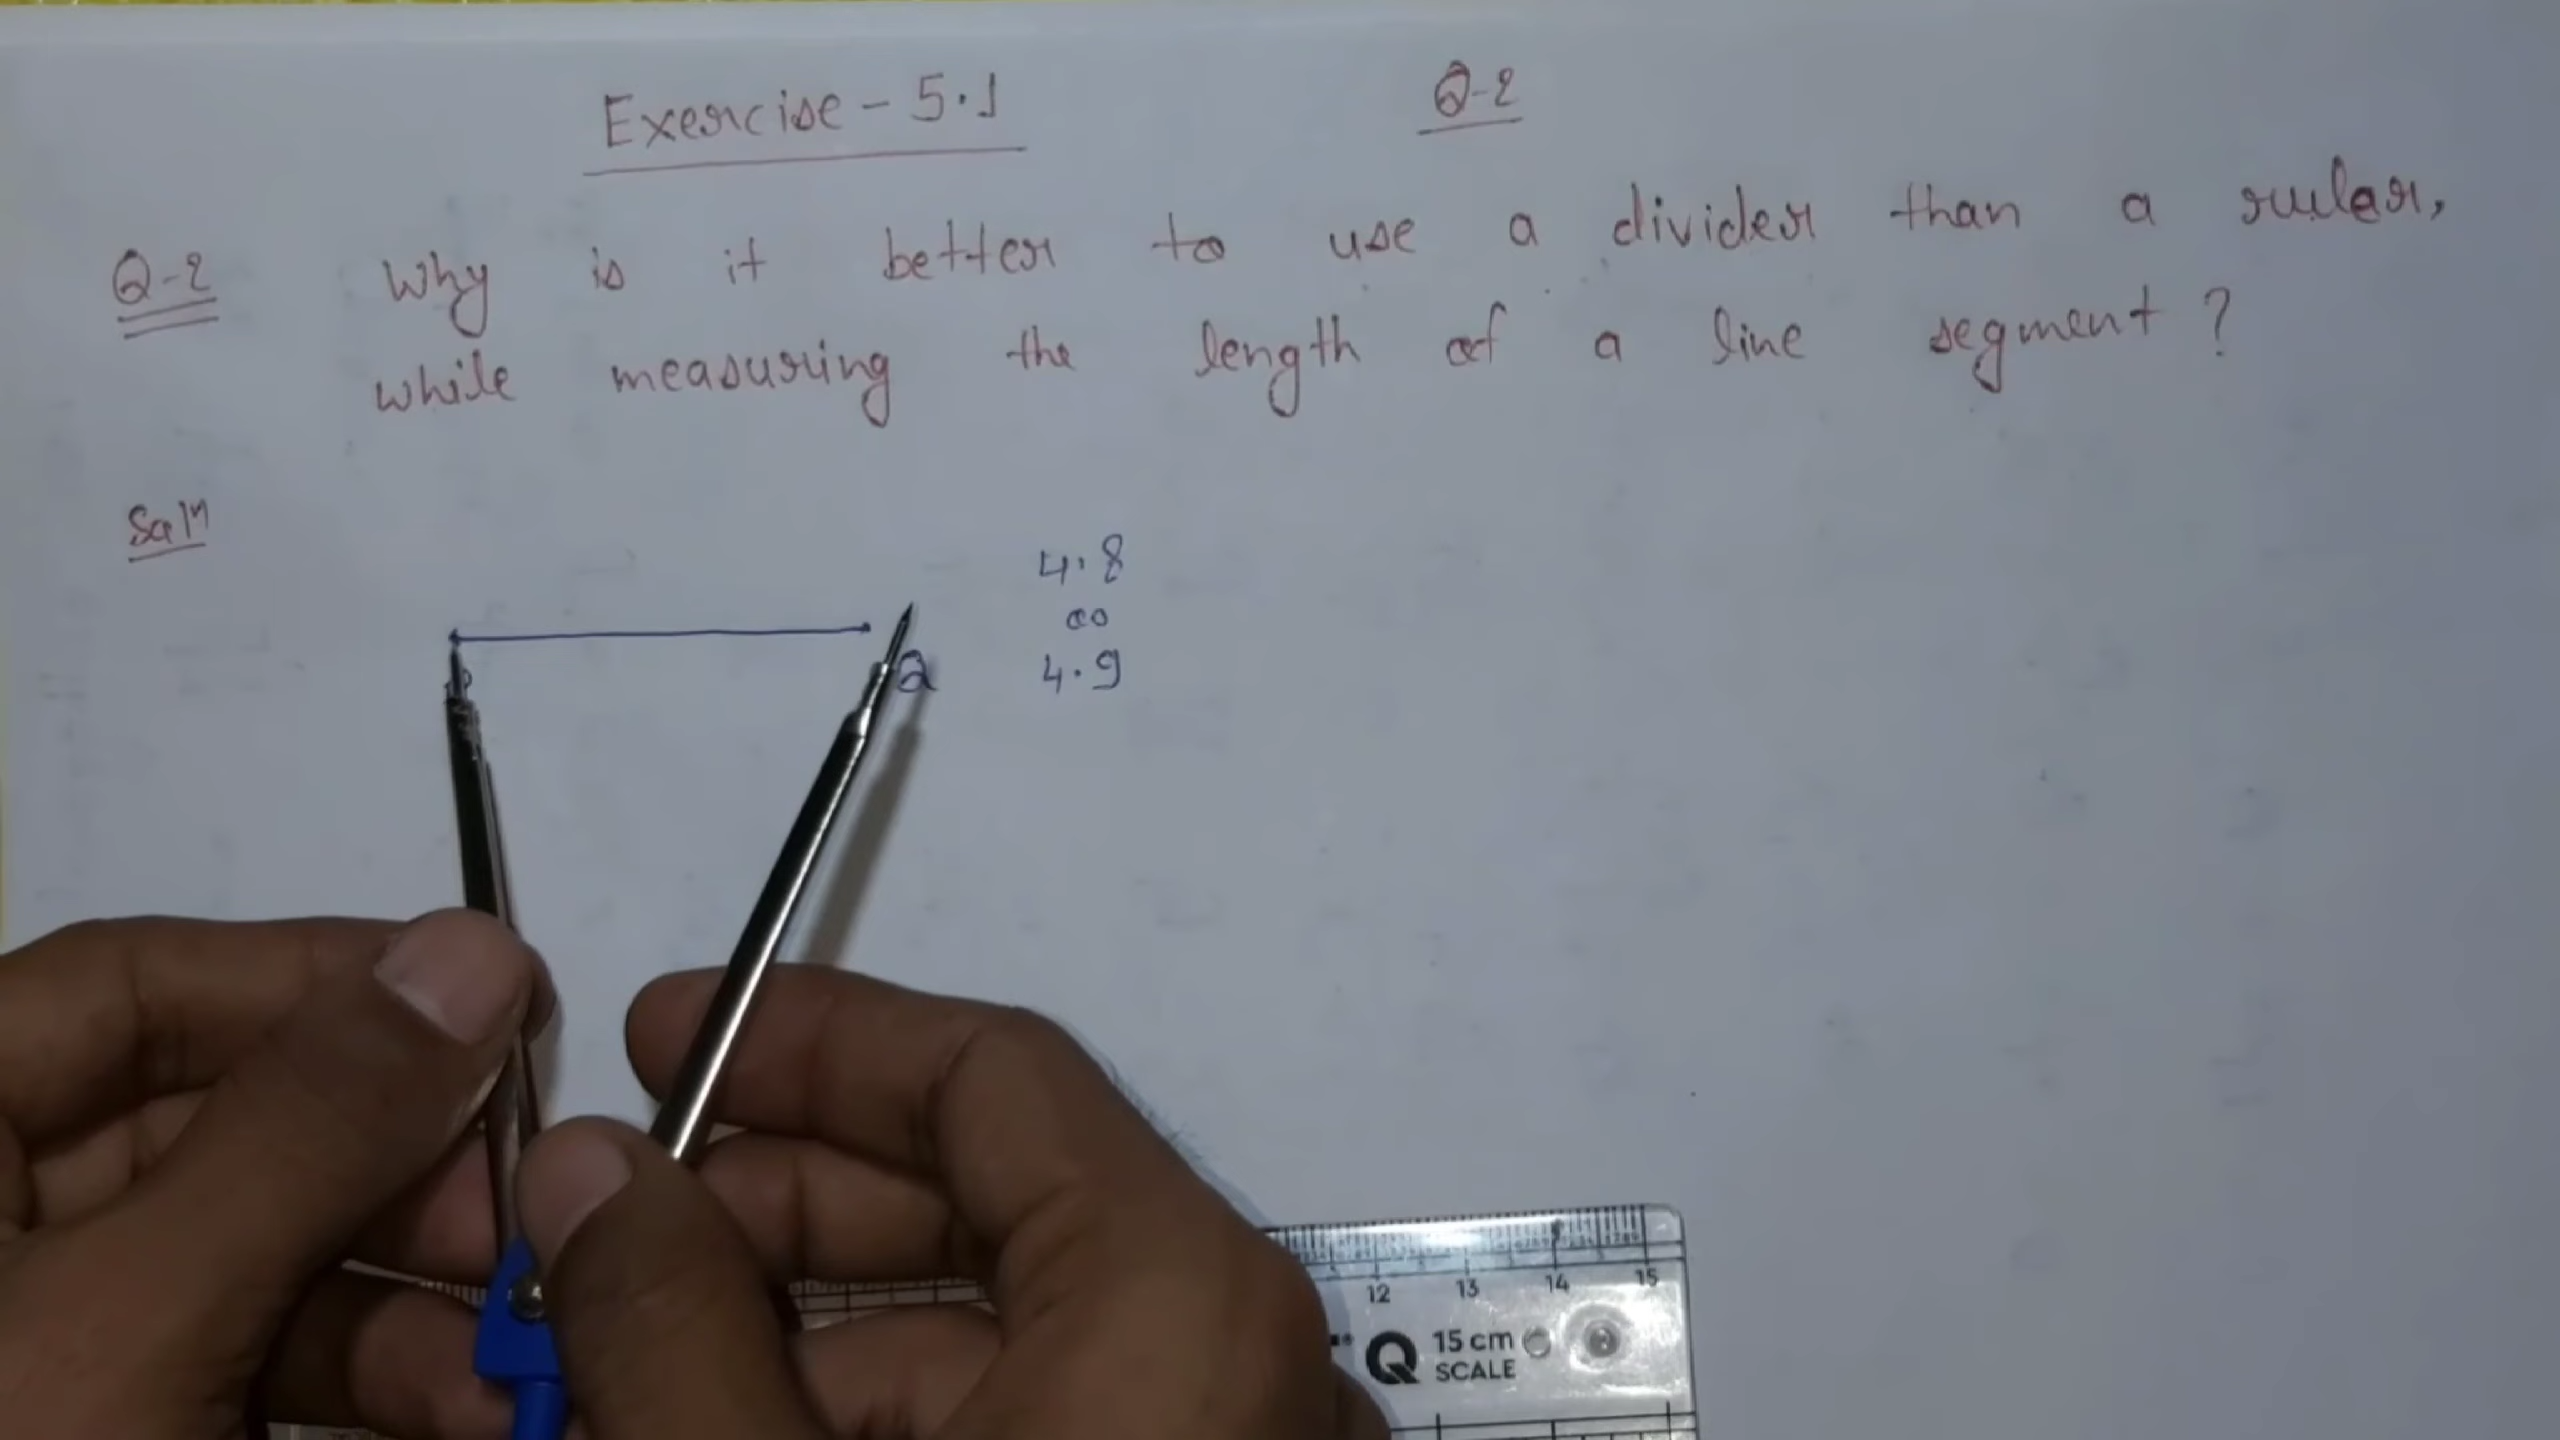 Exercise - 5.1
Q-2
Q-2 Why is it better to use a divider than a ruler,
while measuring the length of a line segment ?
Solⁿ
4.8
4.9
P
Q
12 13 14 15
Q 15 cm
SCALE